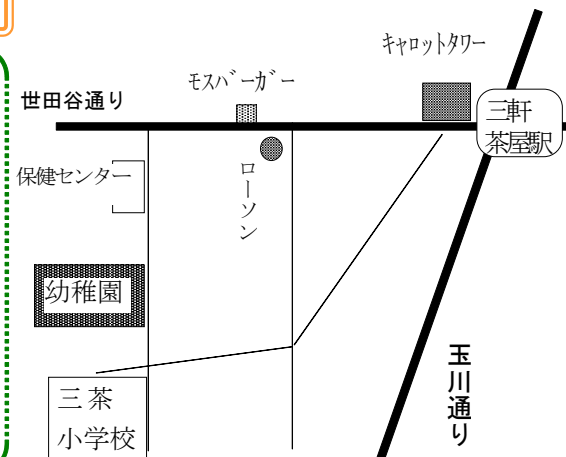 キャロットタワー
モスバーガー
世田谷通り
三軒
茶屋駅
保健センター
ローソン
幼稚園
玉川通り
三茶
小学校